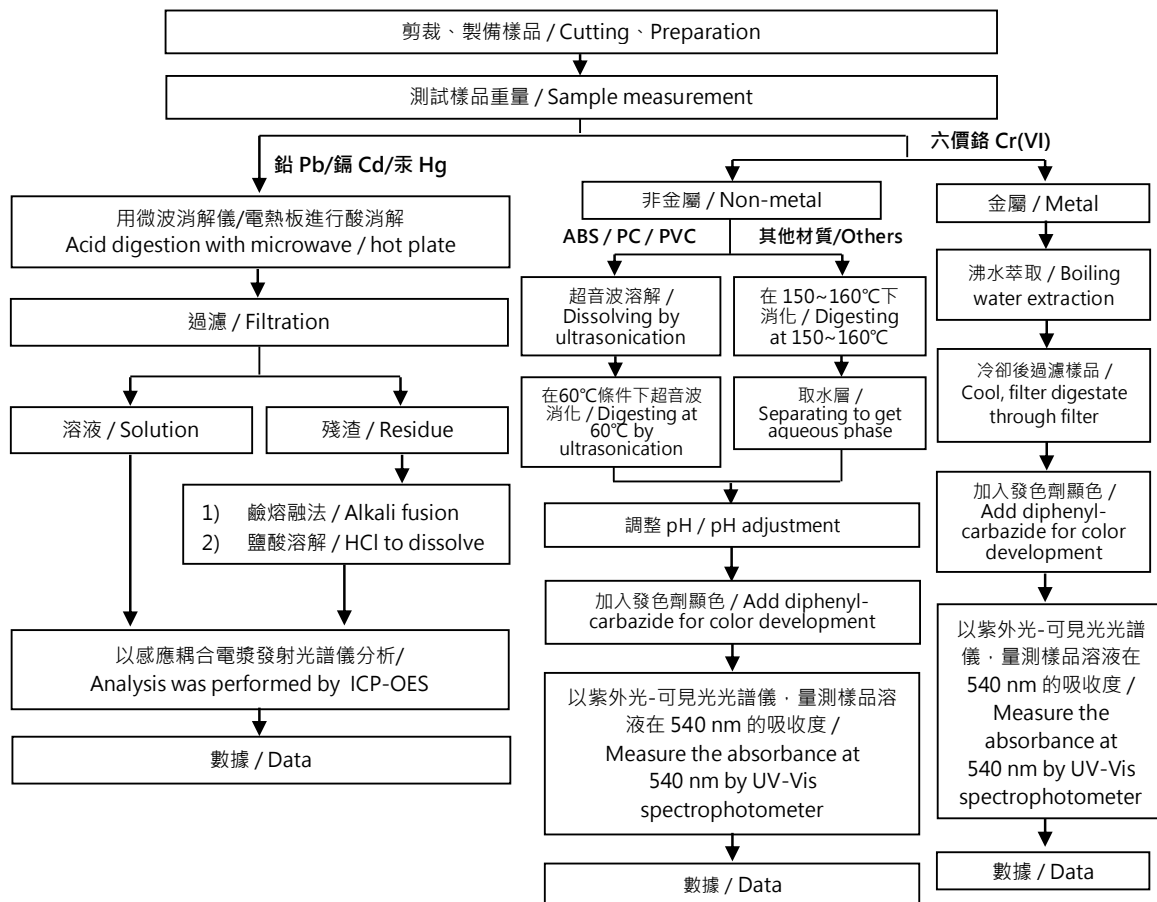 剪裁、製備樣品 / Cutting、Preparation
測試樣品重量 / Sample measurement
鉛 Pb/鎘 Cd/汞 Hg
六價鉻 Cr(VI)
用微波消解儀/電熱板進行酸消解
Acid digestion with microwave / hot plate
過濾 / Filtration
溶液 / Solution
殘渣 / Residue
1) 鹼熔融法 / Alkali fusion
2) 鹽酸溶解 / HCl to dissolve
以感應耦合電漿發射光譜儀分析/
Analysis was performed by ICP-OES
數據 / Data
非金屬 / Non-metal
ABS / PC / PVC
其他材質/Others
超音波溶解 /
Dissolving by
ultrasonication
在60℃條件下超音波
消化 / Digesting at
60℃ by
ultrasonication
在 150~160℃下
消化 / Digesting
at 150~160℃
取水層 /
Separating to get
aqueous phase
調整 pH / pH adjustment
加入發色劑顯色 / Add diphenyl-
carbazide for color development
以紫外光-可見光光譜儀，量測樣品溶
液在 540 nm 的吸收度 /
Measure the absorbance at
540 nm by UV-Vis
spectrophotometer
數據 / Data
金屬 / Metal
沸水萃取 / Boiling
water extraction
冷卻後過濾樣品 /
Cool, filter digestate
through filter
加入發色劑顯色 /
Add diphenyl-
carbazide for color
development
以紫外光-可見光光譜
儀，量測樣品溶液在
540 nm 的吸收度 /
Measure the
absorbance at
540 nm by UV-Vis
spectrophotometer
數據 / Data